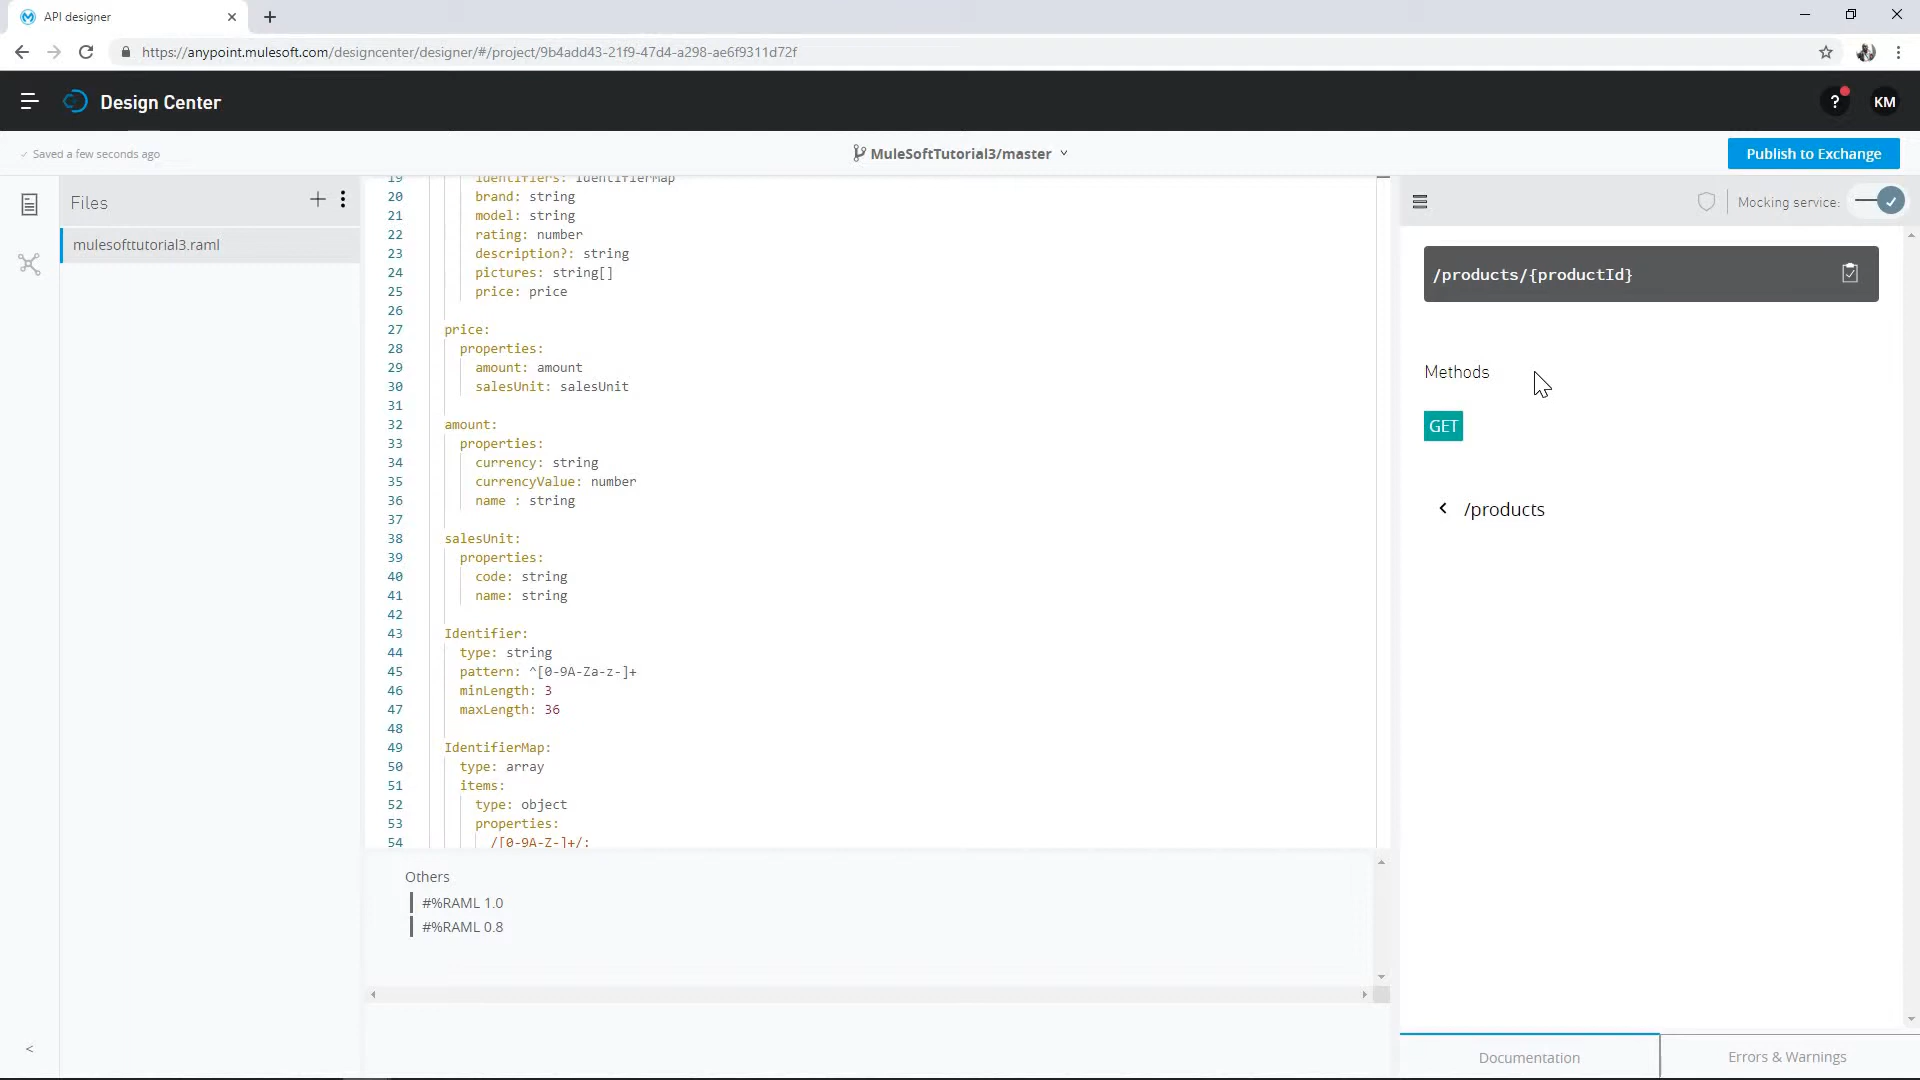 API designer
https://anypoint.mulesoft.com/designcenter/designer/#/project/9b4add43-21f9-47d4-a298-ae6f9311d72f
Design Center
?
KM
Saved a few seconds ago
MuleSoftTutorial3/master
Publish to Exchange
Files
mulesofttutorial3.raml
19 identifiers: IdentifierMap
20 brand: string
21 model: string
22 rating: number
23 description?: string
24 pictures: string[]
25 price: price
26
27 price:
28 properties:
29 amount: amount
30 salesUnit: salesUnit
31
32 amount:
33 properties:
34 currency: string
35 currencyValue: number
36 name : string
37
38 salesUnit:
39 properties:
40 code: string
41 name: string
42
43 Identifier:
44 type: string
45 pattern: ^[0-9A-Za-z-]+
46 minLength: 3
47 maxLength: 36
48
49 IdentifierMap:
50 type: array
51 items:
52 type: object
53 properties:
54 /[0-9A-Z-]+/:
Others
#%RAML 1.0
#%RAML 0.8
Mocking service:
/products/{productId}
Methods
GET
/products
Documentation
Errors & Warnings